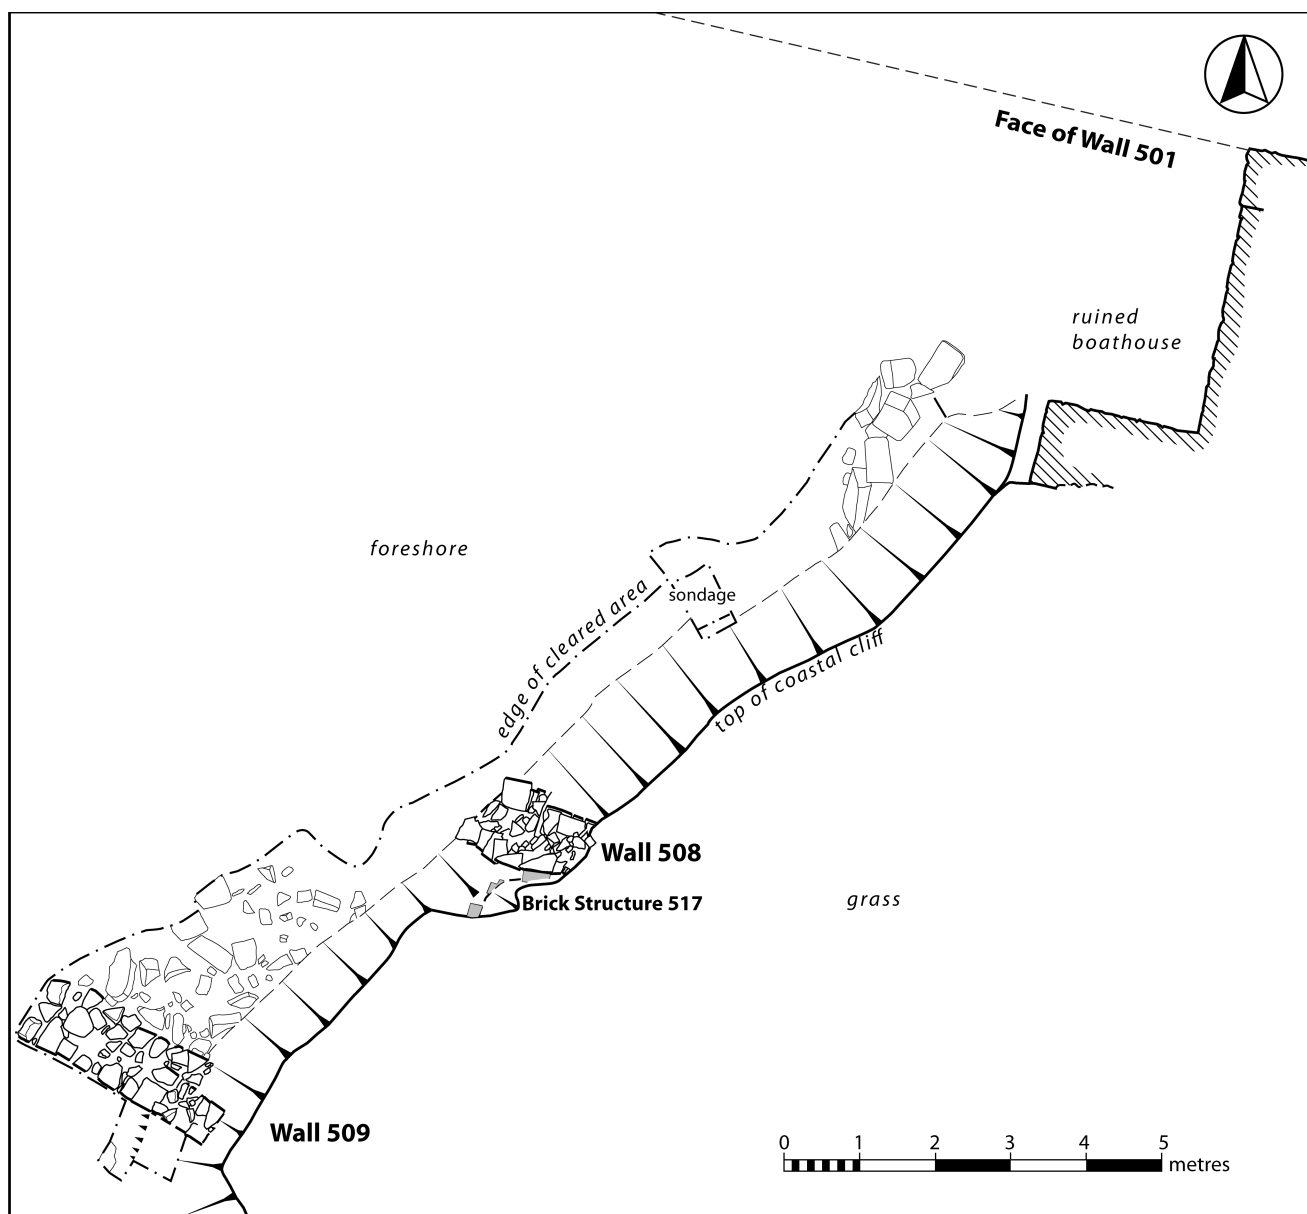 Face of Wall 501
ruined
boathouse
foreshore
sondage
edge of cleared area
top of coastal cliff
Wall 508
Brick Structure 517
grass
Wall 509
0 1 2 3 4 5
metres